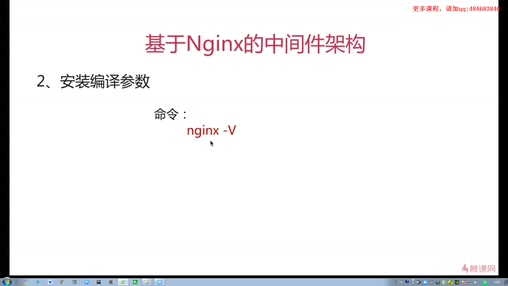 更多课程，请加qq:484683840
基于Nginx的中间件架构
2、安装编译参数
命令：
nginx -V
慕课网